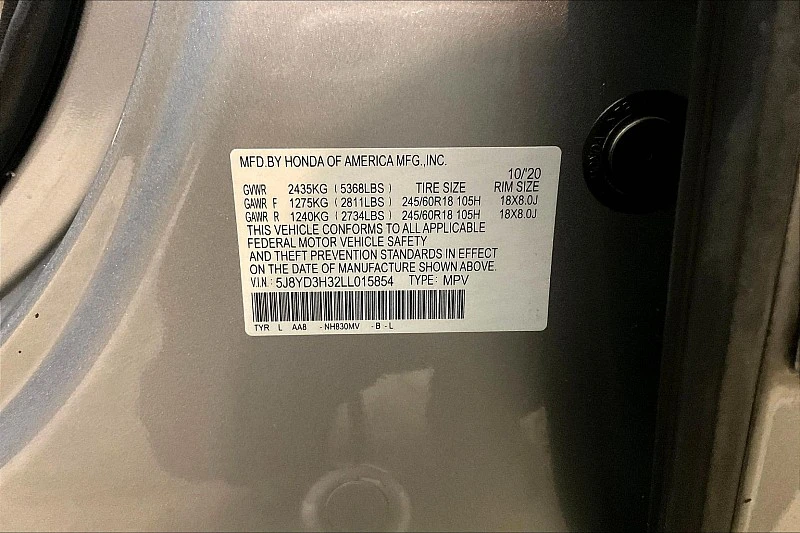 MFD.BY HONDA OF AMERICA MFG.,INC.
10/'20
GVWR 2435KG ( 5368LBS ) TIRE SIZE RIM SIZE
GAWR F 1275KG ( 2811LBS ) 245/60R18 105H 18X8.0J
GAWR R 1240KG ( 2734LBS ) 245/60R18 105H 18X8.0J
THIS VEHICLE CONFORMS TO ALL APPLICABLE
FEDERAL MOTOR VEHICLE SAFETY
AND THEFT PREVENTION STANDARDS IN EFFECT
ON THE DATE OF MANUFACTURE SHOWN ABOVE.
V.I.N.: 5J8YD3H32LL015854 TYPE: MPV
TYR L AA8 -NH830MV -B -L